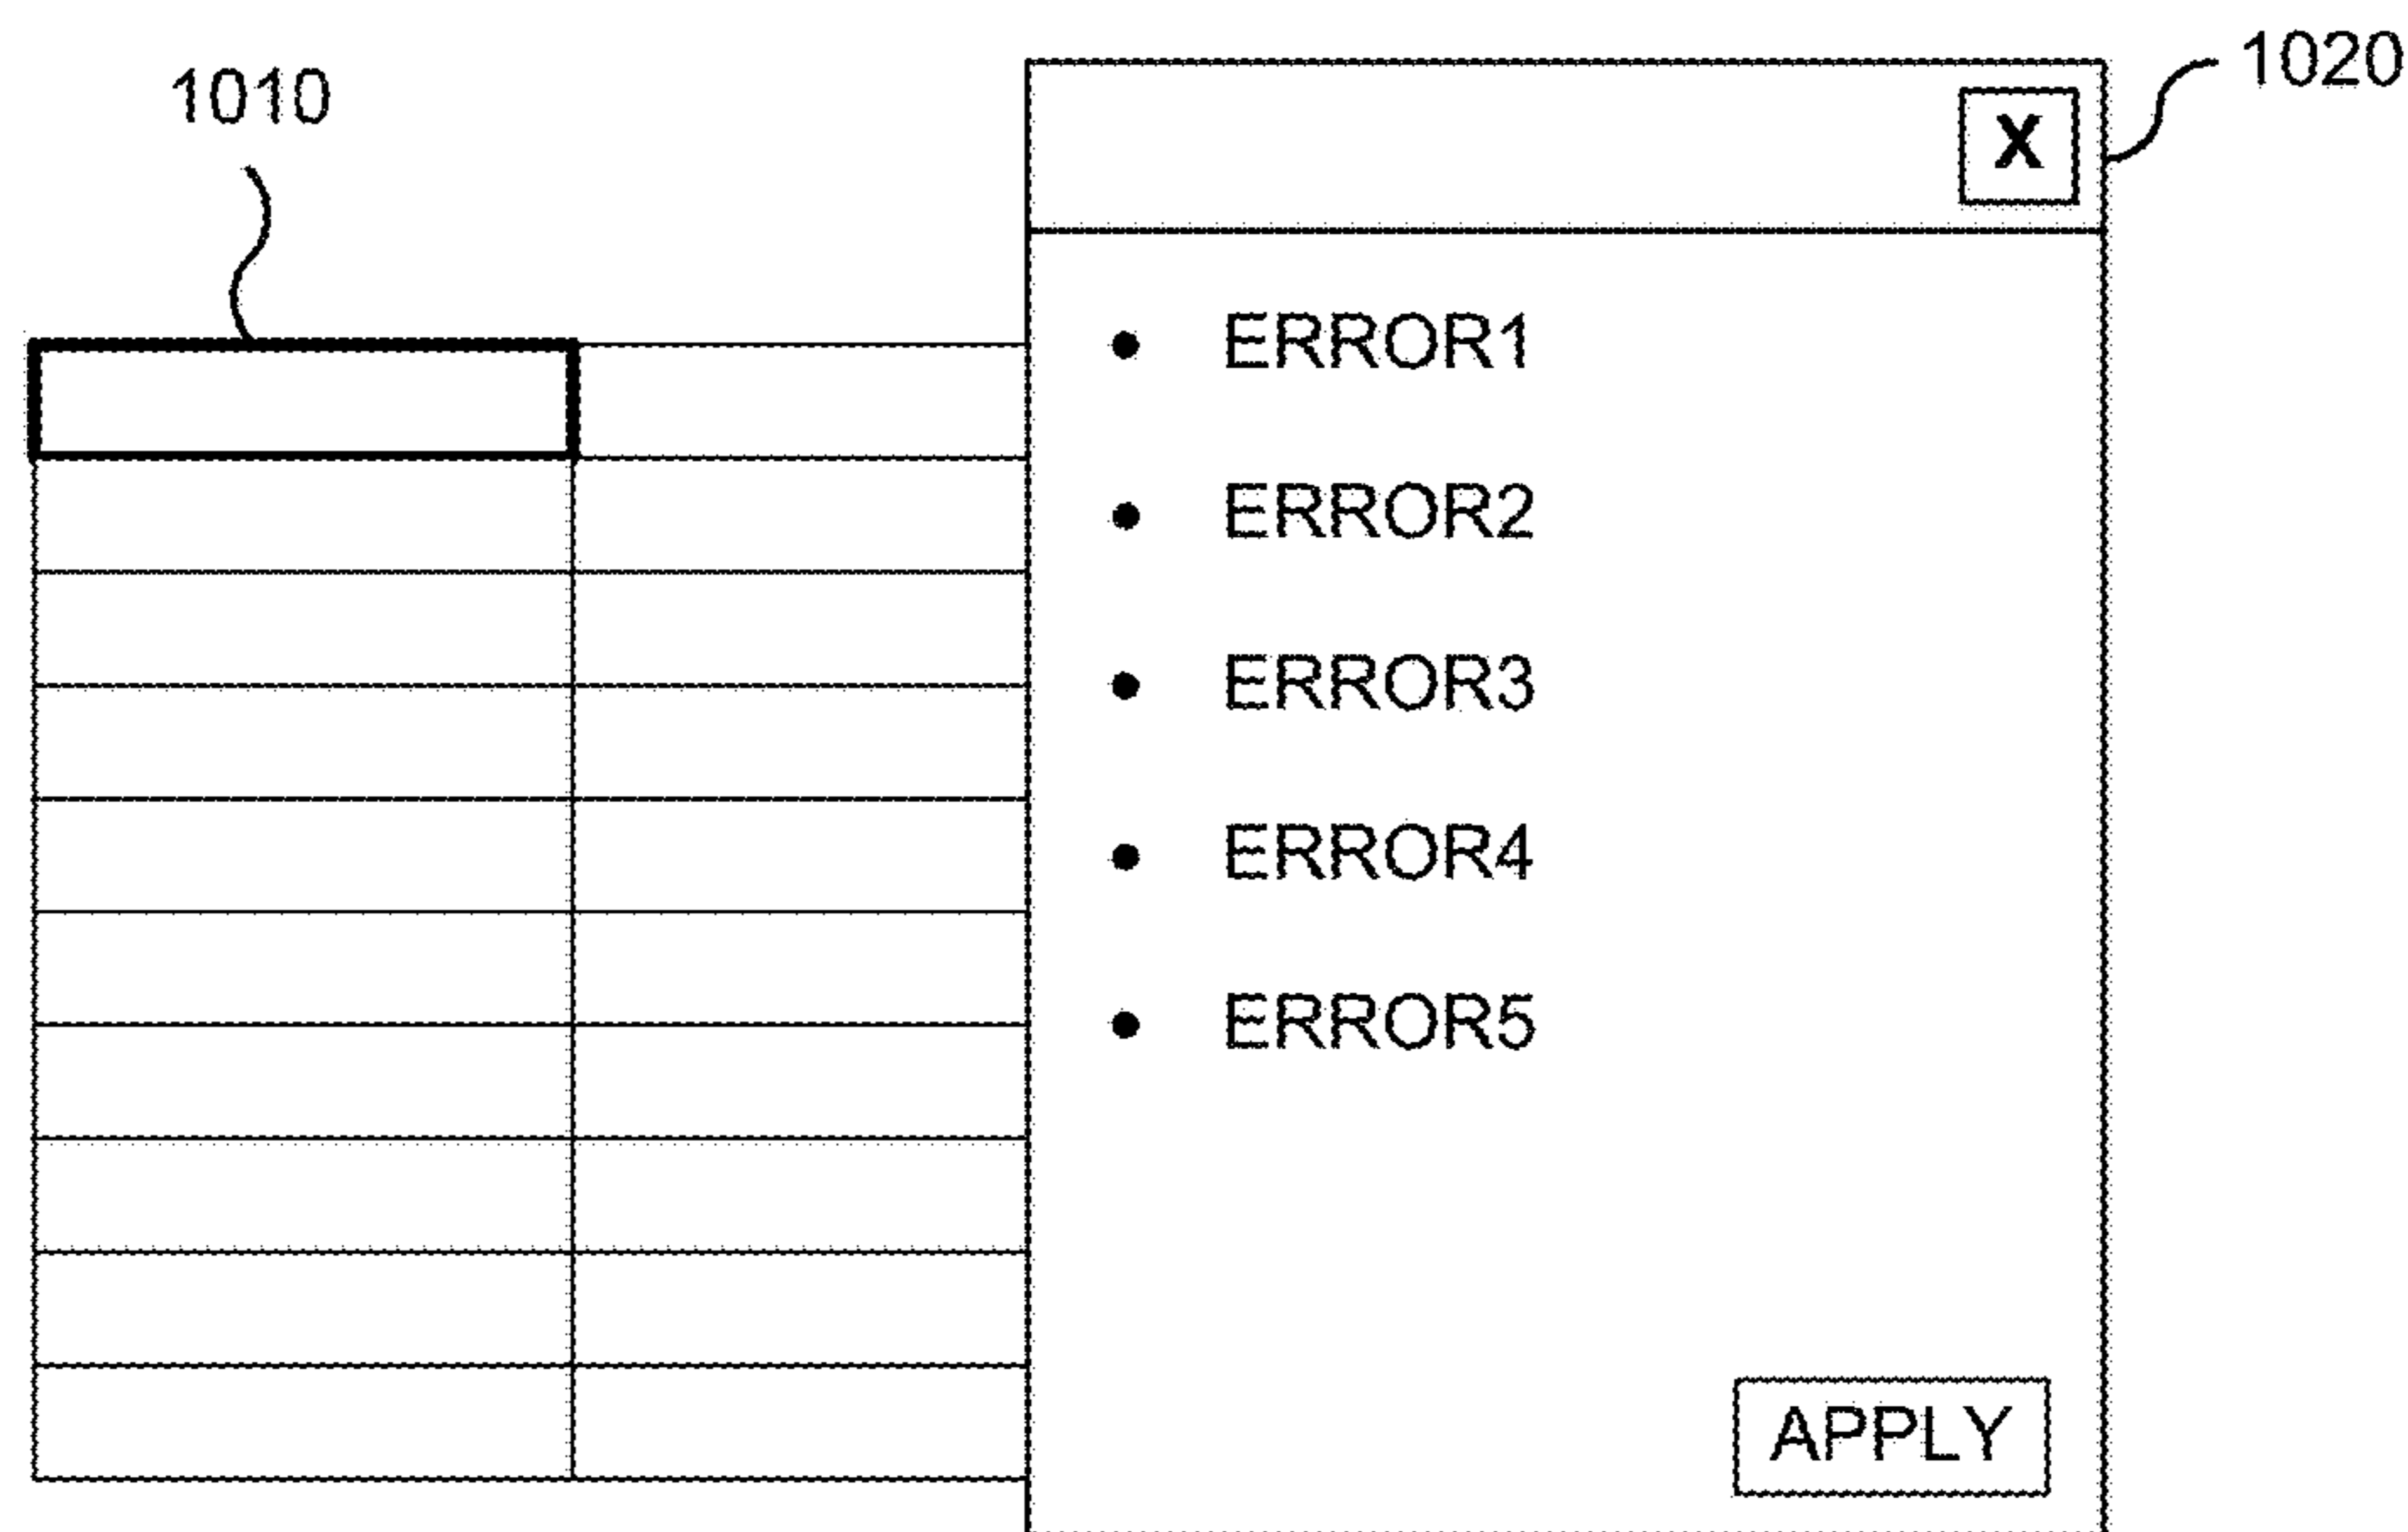 1010
1020
X
• ERROR1
• ERROR2
• ERROR3
• ERROR4
• ERROR5
APPLY